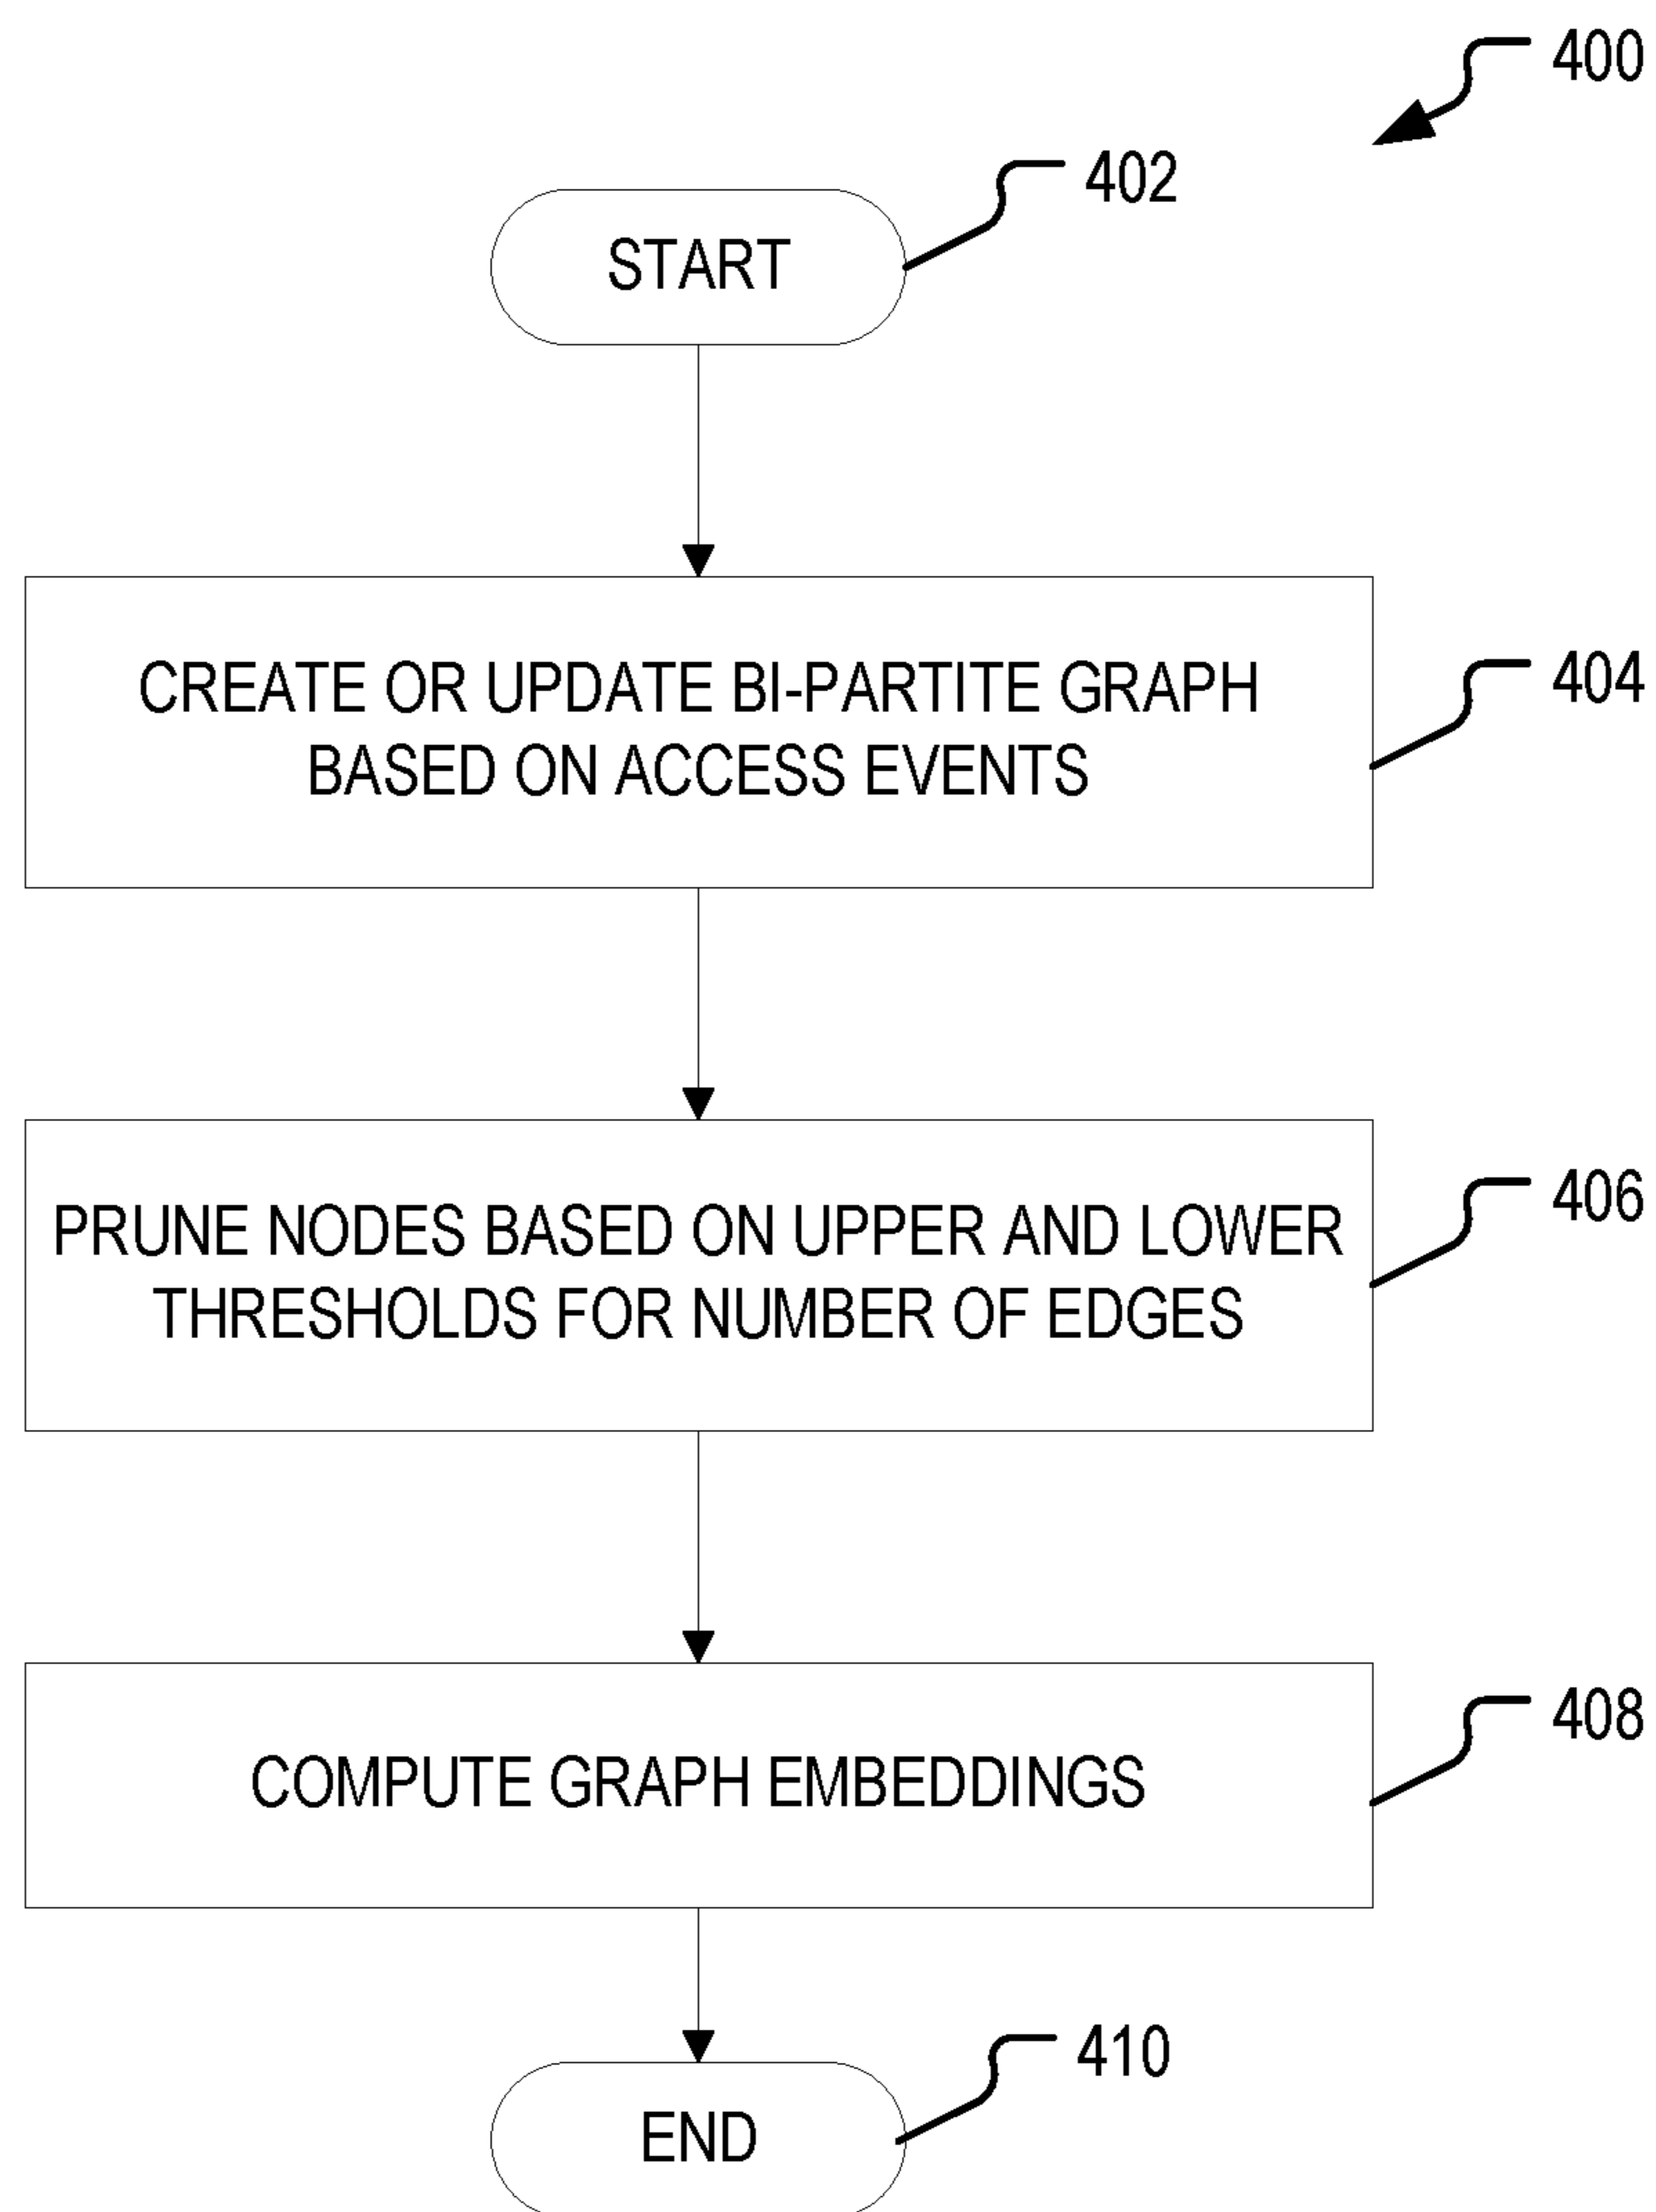 400
402
START
CREATE OR UPDATE BI-PARTITE GRAPH
BASED ON ACCESS EVENTS
404
PRUNE NODES BASED ON UPPER AND LOWER
THRESHOLDS FOR NUMBER OF EDGES
406
COMPUTE GRAPH EMBEDDINGS
408
410
END